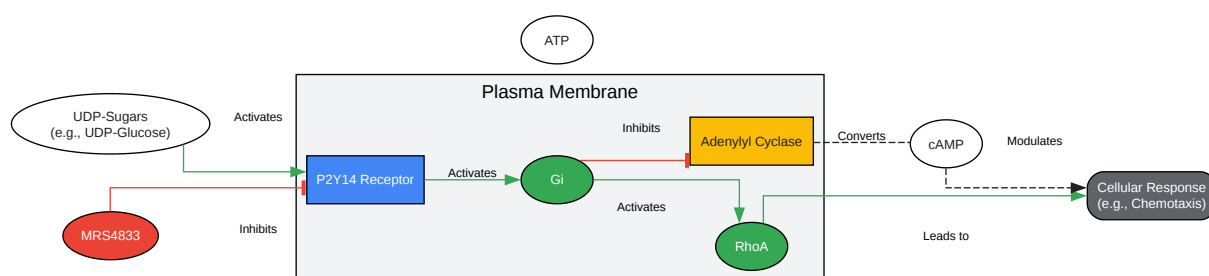 ATP
Plasma Membrane
UDP-Sugars
(e.g., UDP-Glucose)
Activates
Inhibits
Adenylyl Cyclase
Converts
cAMP
Modulates
P2Y14 Receptor
Activates
Gi
Activates
Cellular Response
(e.g., Chemotaxis)
MRS4833
Inhibits
RhoA
Leads to